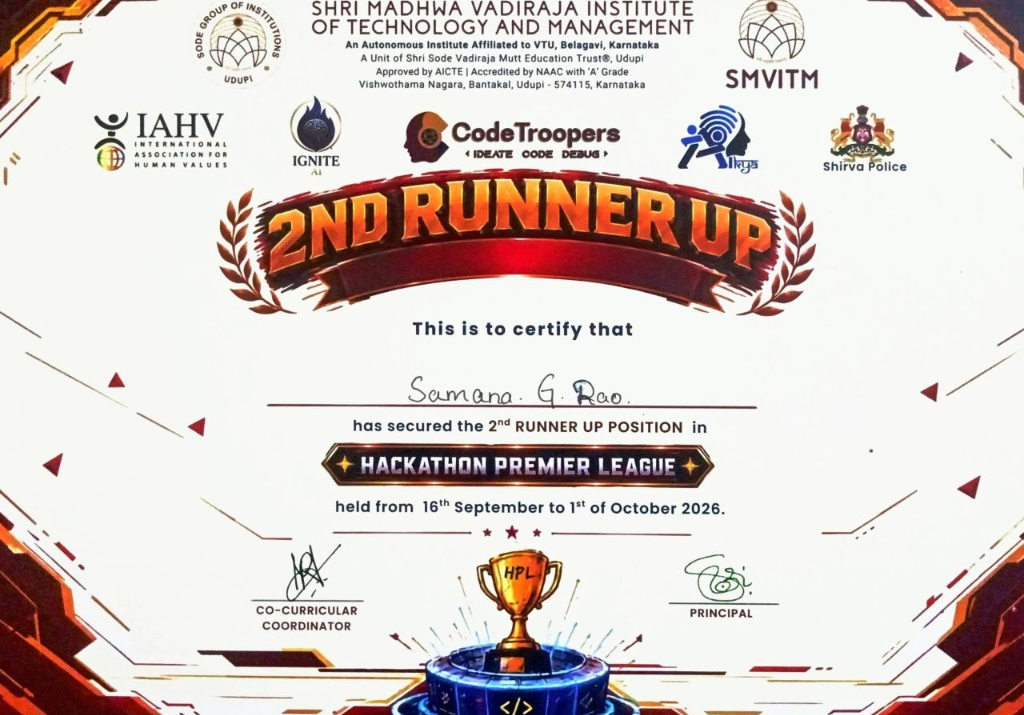 SHRI MADHWA VADIRAJA INSTITUTE
OF TECHNOLOGY AND MANAGEMENT
An Autonomous Institute Affiliated to VTU, Belagavi, Karnataka
A Unit of Shri Sode Vadiraja Mutt Education Trust®, Udupi
Approved by AICTE | Accredited by NAAC with 'A' Grade
Vishwothama Nagara, Bantakal, Udupi - 574115, Karnataka
SODE GROUP OF INSTITUTIONS
UDUPI
SMVITM
IAHV
INTERNATIONAL
ASSOCIATION FOR
HUMAN VALUES
IGNITE
AI
CodeTroopers
IDEATE CODE DEBUG
Ikya
Shirva Police
2ND RUNNER UP
This is to certify that
Samana. G. Rao.
has secured the 2nd RUNNER UP POSITION in
HACKATHON PREMIER LEAGUE
held from 16th September to 1st of October 2026.
HPL
CO-CURRICULAR
COORDINATOR
PRINCIPAL
</>